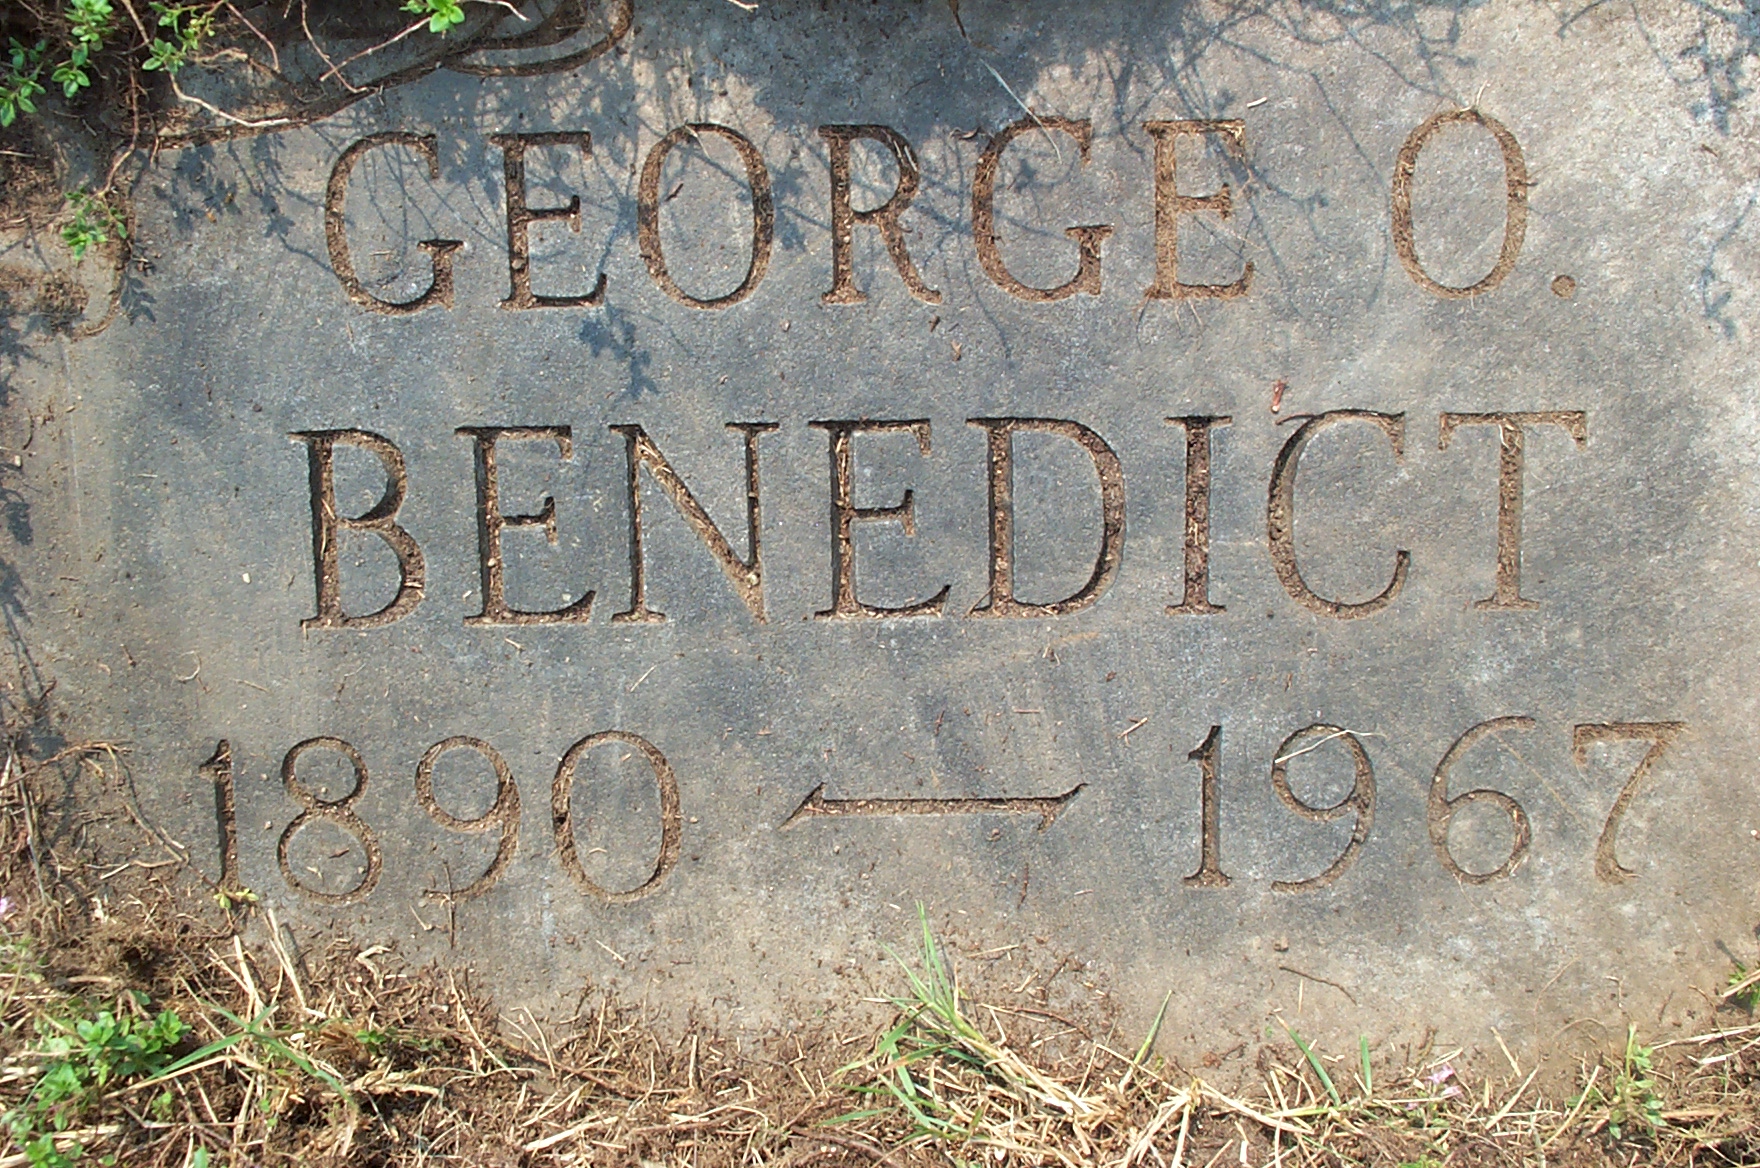 GEORGE O.
BENEDICT
1890 — 1967